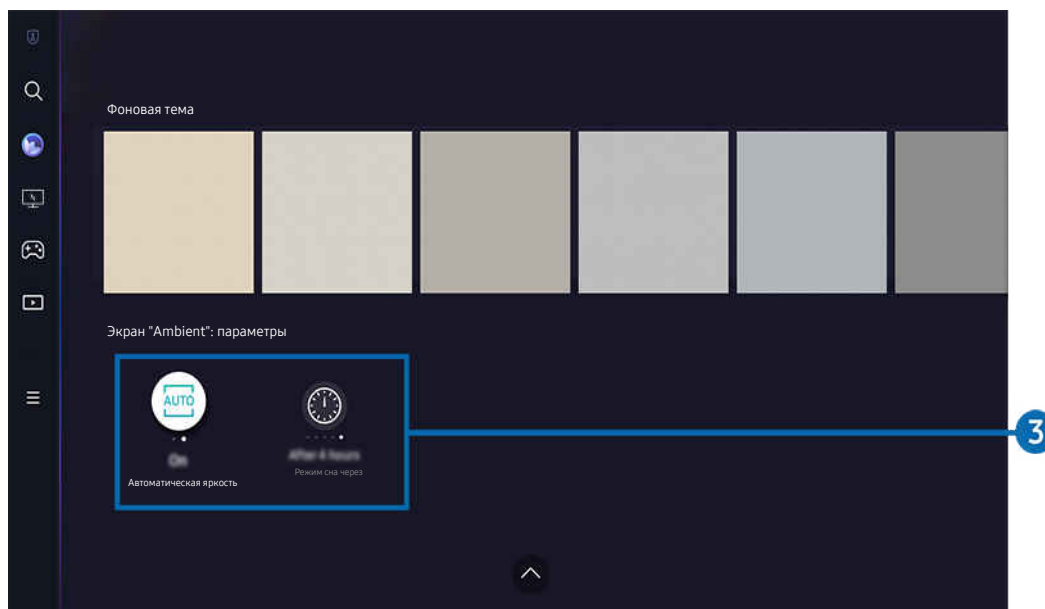 Фоновая тема
Экран "Ambient": параметры
AUTO
On
After 4 hours
Автоматическая яркость
Режим сна через
3